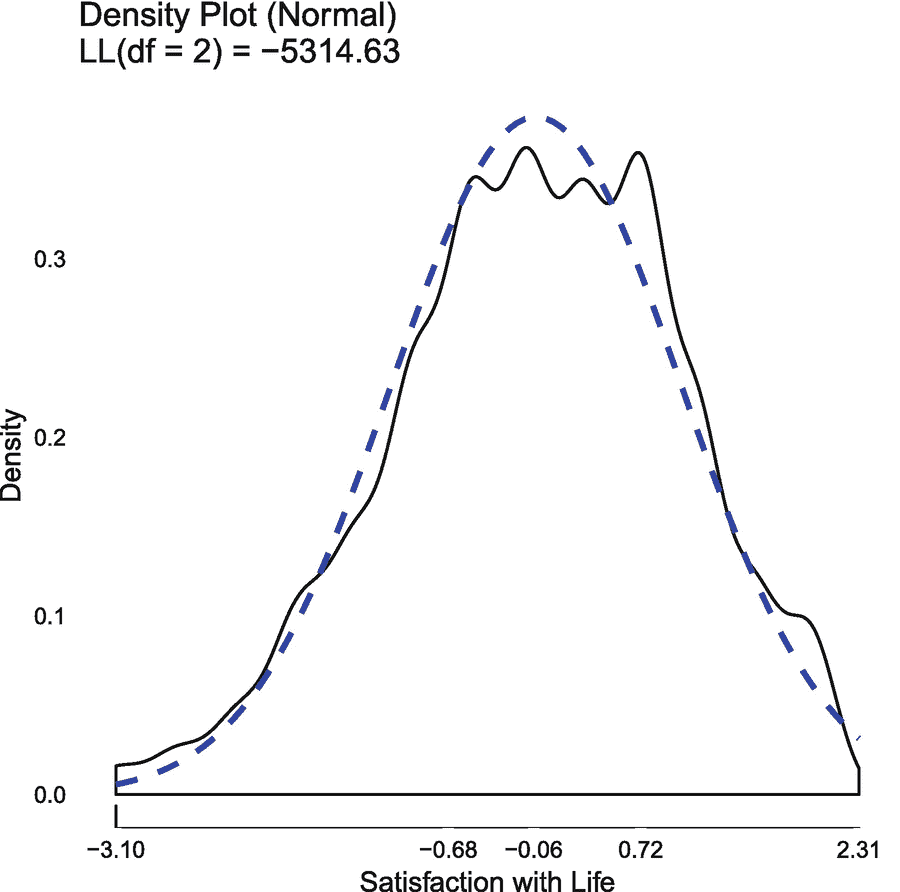 Density Plot (Normal)
LL(df = 2) = −5314.63
0.3
0.2
0.1
0.0
Density
−3.10 −0.68 −0.06 0.72 2.31
Satisfaction with Life